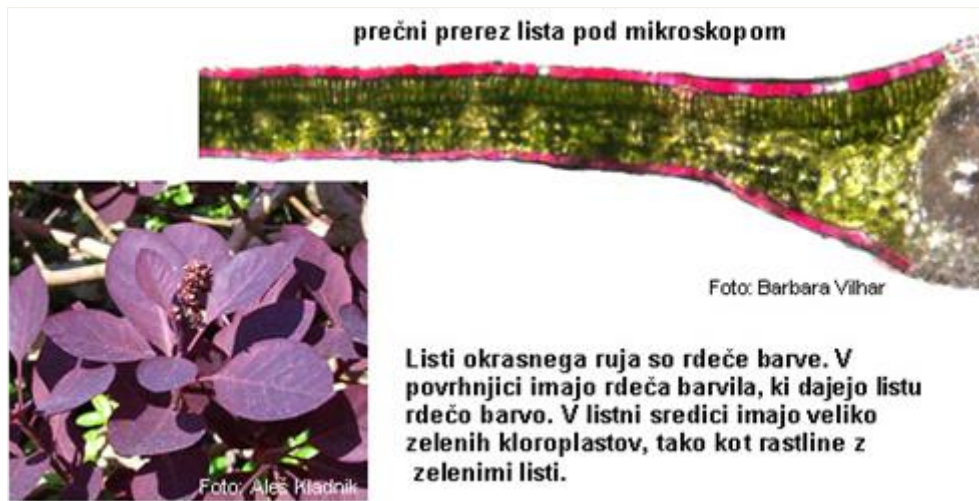 prečni prerez lista pod mikroskopom
Foto: Barbara Vilhar
Foto: Aleš Kladnik
Listi okrasnega ruja so rdeče barve. V
povrhnjici imajo rdeča barvila, ki dajejo listu
rdečo barvo. V listni sredici imajo veliko
zelenih kloroplastov, tako kot rastline z
zelenimi listi.